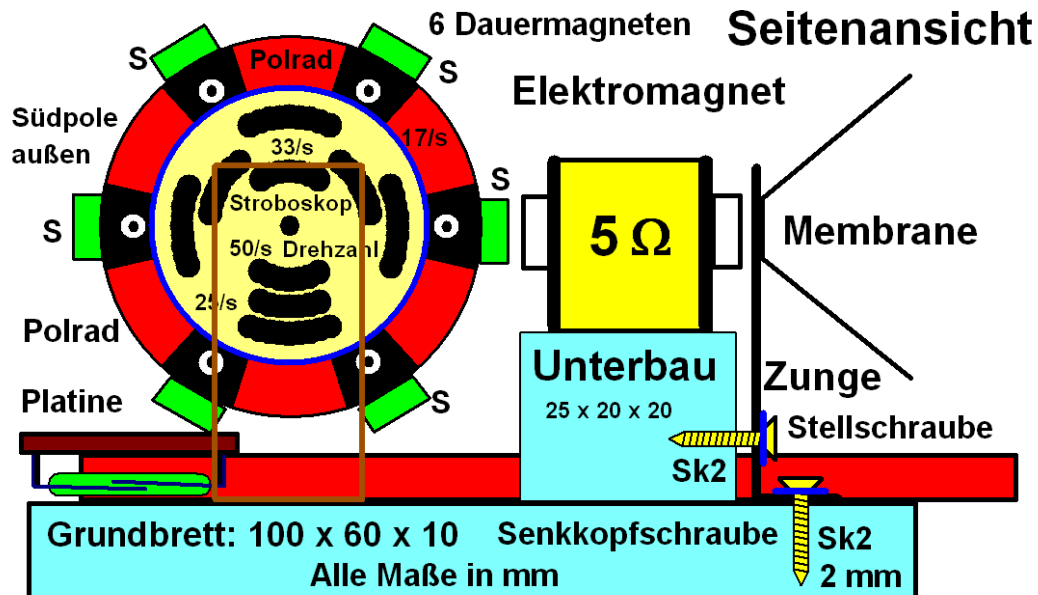 6 Dauermagneten
Seitenansicht
S
Polrad
S
Elektromagnet
Südpole
außen
17/s
33/s
S
S
Stroboskop
5 Ω
Membrane
50/s Drehzahl
25/s
Polrad
Unterbau
Zunge
Platine
S
25 x 20 x 20
Stellschraube
Sk2
Grundbrett: 100 x 60 x 10
Senkkopfschraube
Sk2
Alle Maße in mm
2 mm